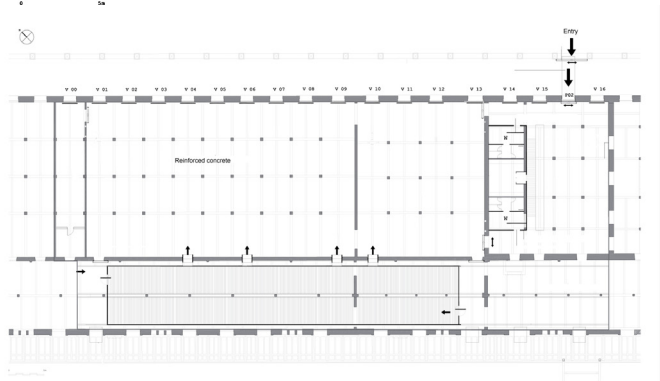 0 5m
Entry
V 00 V 01 V 02 V 03 V 04 V 05 V 06 V 07 V 08 V 09 V 10 V 11 V 12 V 13 V 14 V 15 V 16
P02
Reinforced concrete
W
W